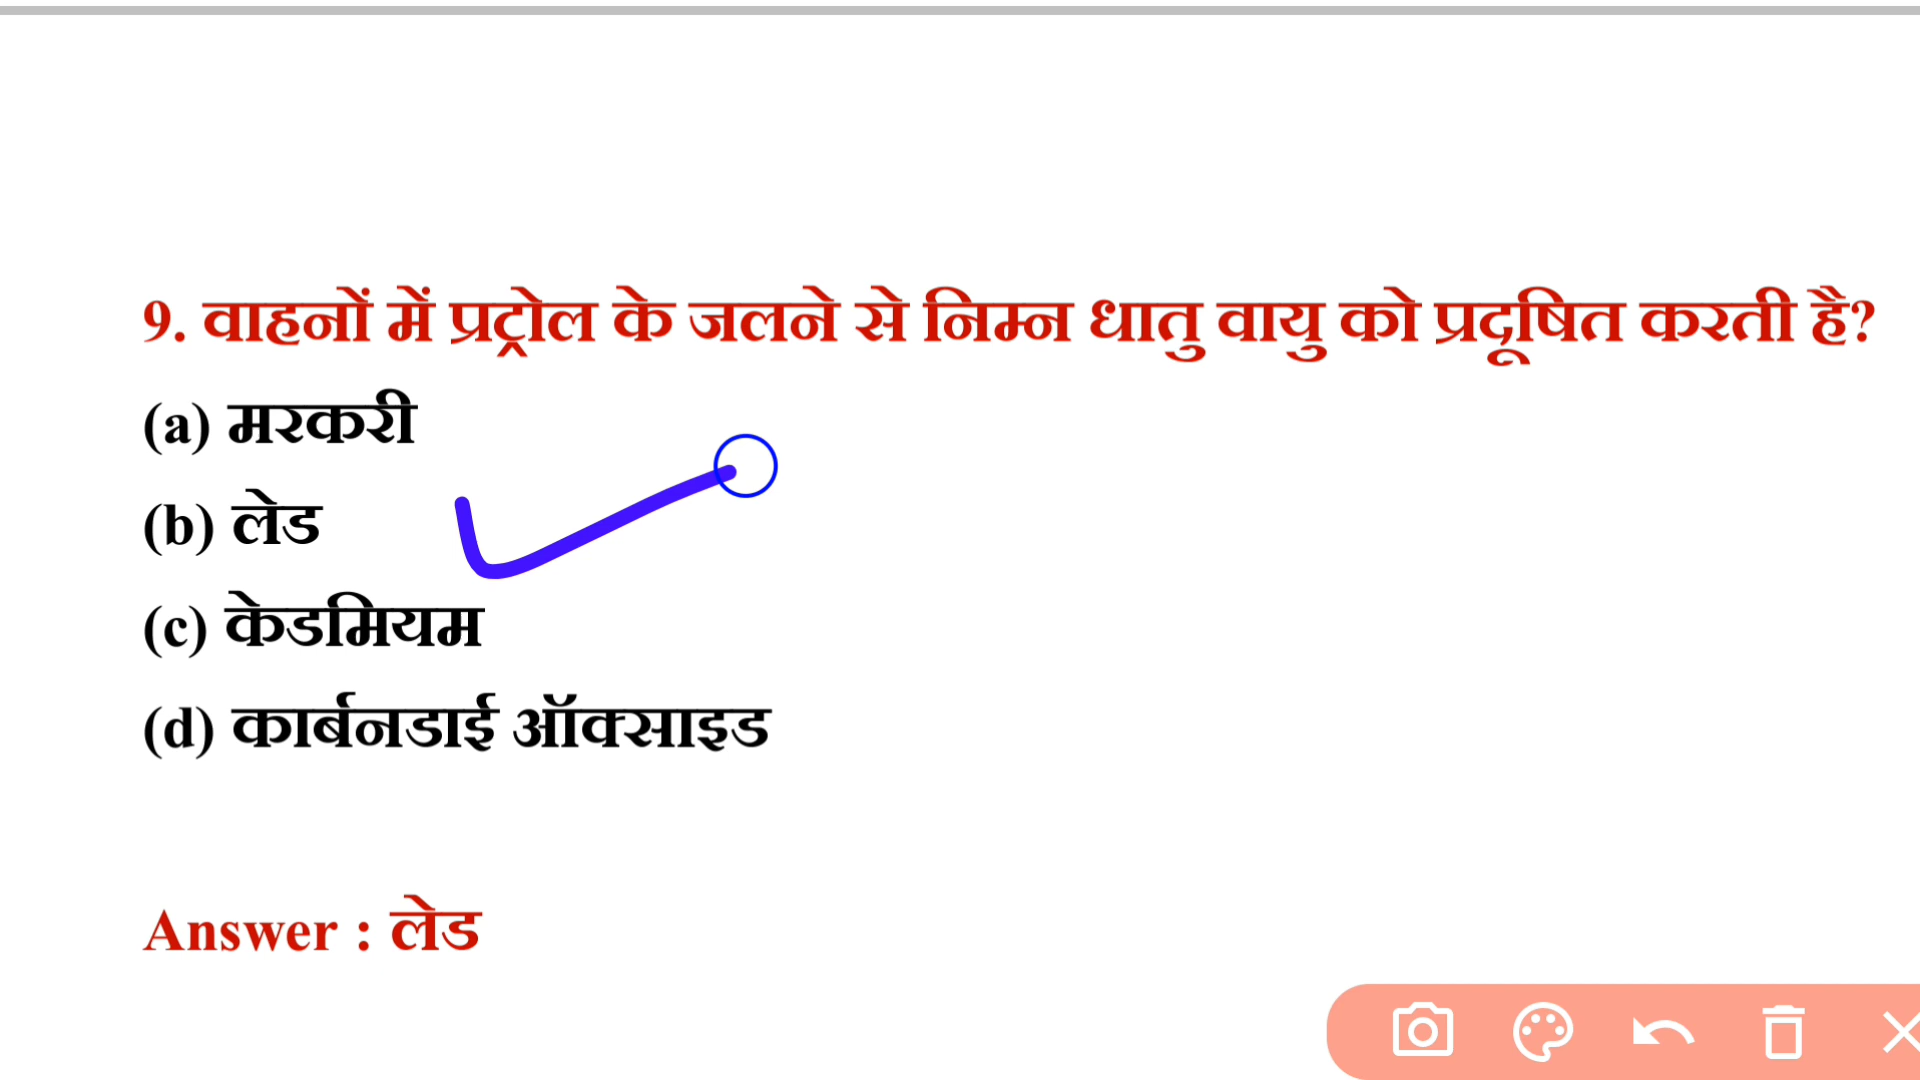 9. वाहनों में प्रट्रोल के जलने से निम्न धातु वायु को प्रदूषित करती है?
(a) मरकरी
(b) लेड
(c) केडमियम
(d) कार्बनडाई ऑक्साइड
Answer : लेड